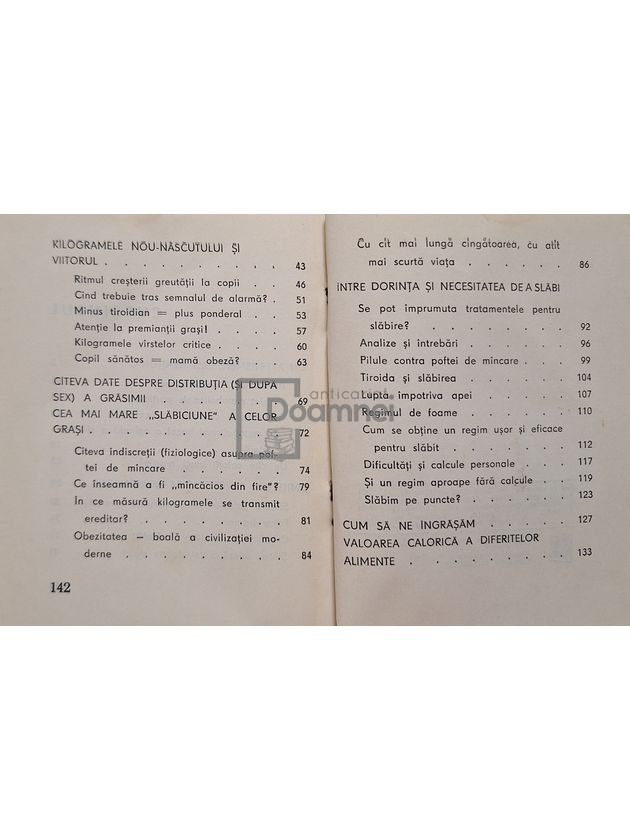 KILOGRAMELE NOU-NĂSCUTULUI ȘI
VIITORUL . . . . . . . . . . 43
Ritmul creșterii greutății la copii . . 46
Cînd trebuie tras semnalul de alarmă? . 51
Minus tiroidian = plus ponderal . . 53
Atenție la premianții grași! . . . . 57
Kilogramele vîrstelor critice . . . . 60
Copil sănătos = mamă obeză? . . 63
CÎTEVA DATE DESPRE DISTRIBUȚIA (ȘI DUPĂ
SEX) A GRĂSIMII . . . . . . . 69
CEA MAI MARE „SLĂBICIUNE" A CELOR
GRAȘI . . . . . . . . . . . 72
Cîteva indiscreții (fiziologice) asupra pof-
tei de mîncare . . . . . . . 74
Ce înseamnă a fi „mîncăcios din fire"? 79
În ce măsură kilogramele se transmit
ereditar? . . . . . . . . 81
Obezitatea — boală a civilizației mo-
derne . . . . . . . . . 84
142
Cu cît mai lungă cingătoarea, cu atît
mai scurtă viața . . . . . . 86
ÎNTRE DORINȚA ȘI NECESITATEA DE A SLĂBI
Se pot împrumuta tratamentele pentru
slăbire? . . . . . . . . 92
Analize și întrebări . . . . . . 96
Pilule contra poftei de mîncare . . . 99
Tiroida și slăbirea . . . . . . 104
Lupta împotriva apei . . . . . 107
Regimul de foame . . . . . . 110
Cum se obține un regim ușor și eficace
pentru slăbit . . . . . . . 112
Dificultăți și calcule personale . . . 117
Și un regim aproape fără calcule . . 119
Slăbim pe puncte? . . . . . . 123
CUM SĂ NE ÎNGRĂȘĂM . . . . . 127
VALOAREA CALORICĂ A DIFERITELOR
ALIMENTE . . . . . . . . . 133
anticariat
Doamnei